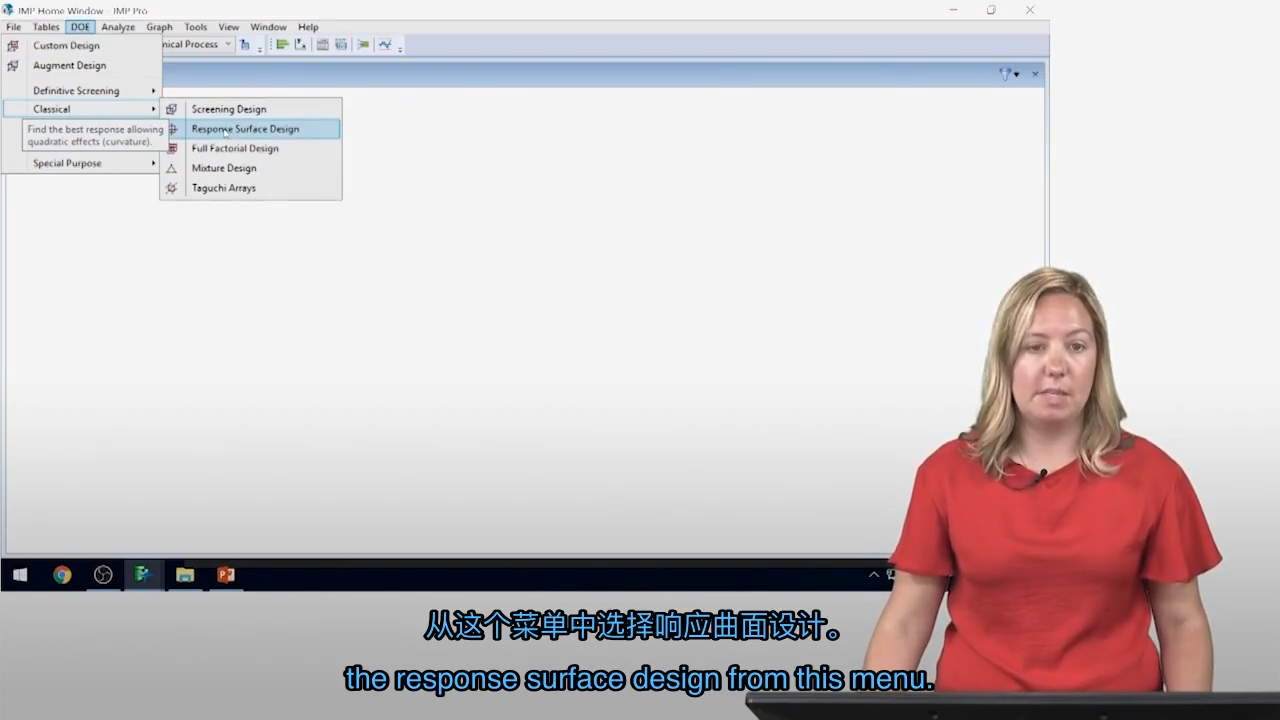 JMP Home Window - JMP Pro
File Tables DOE Analyze Graph Tools View Window Help
Custom Design
nical Process
Augment Design
Definitive Screening
Classical
Screening Design
Find the best response allowing
quadratic effects (curvature).
Response Surface Design
Full Factorial Design
Special Purpose
Mixture Design
Taguchi Arrays
从这个菜单中选择响应曲面设计。
the response surface design from this menu.